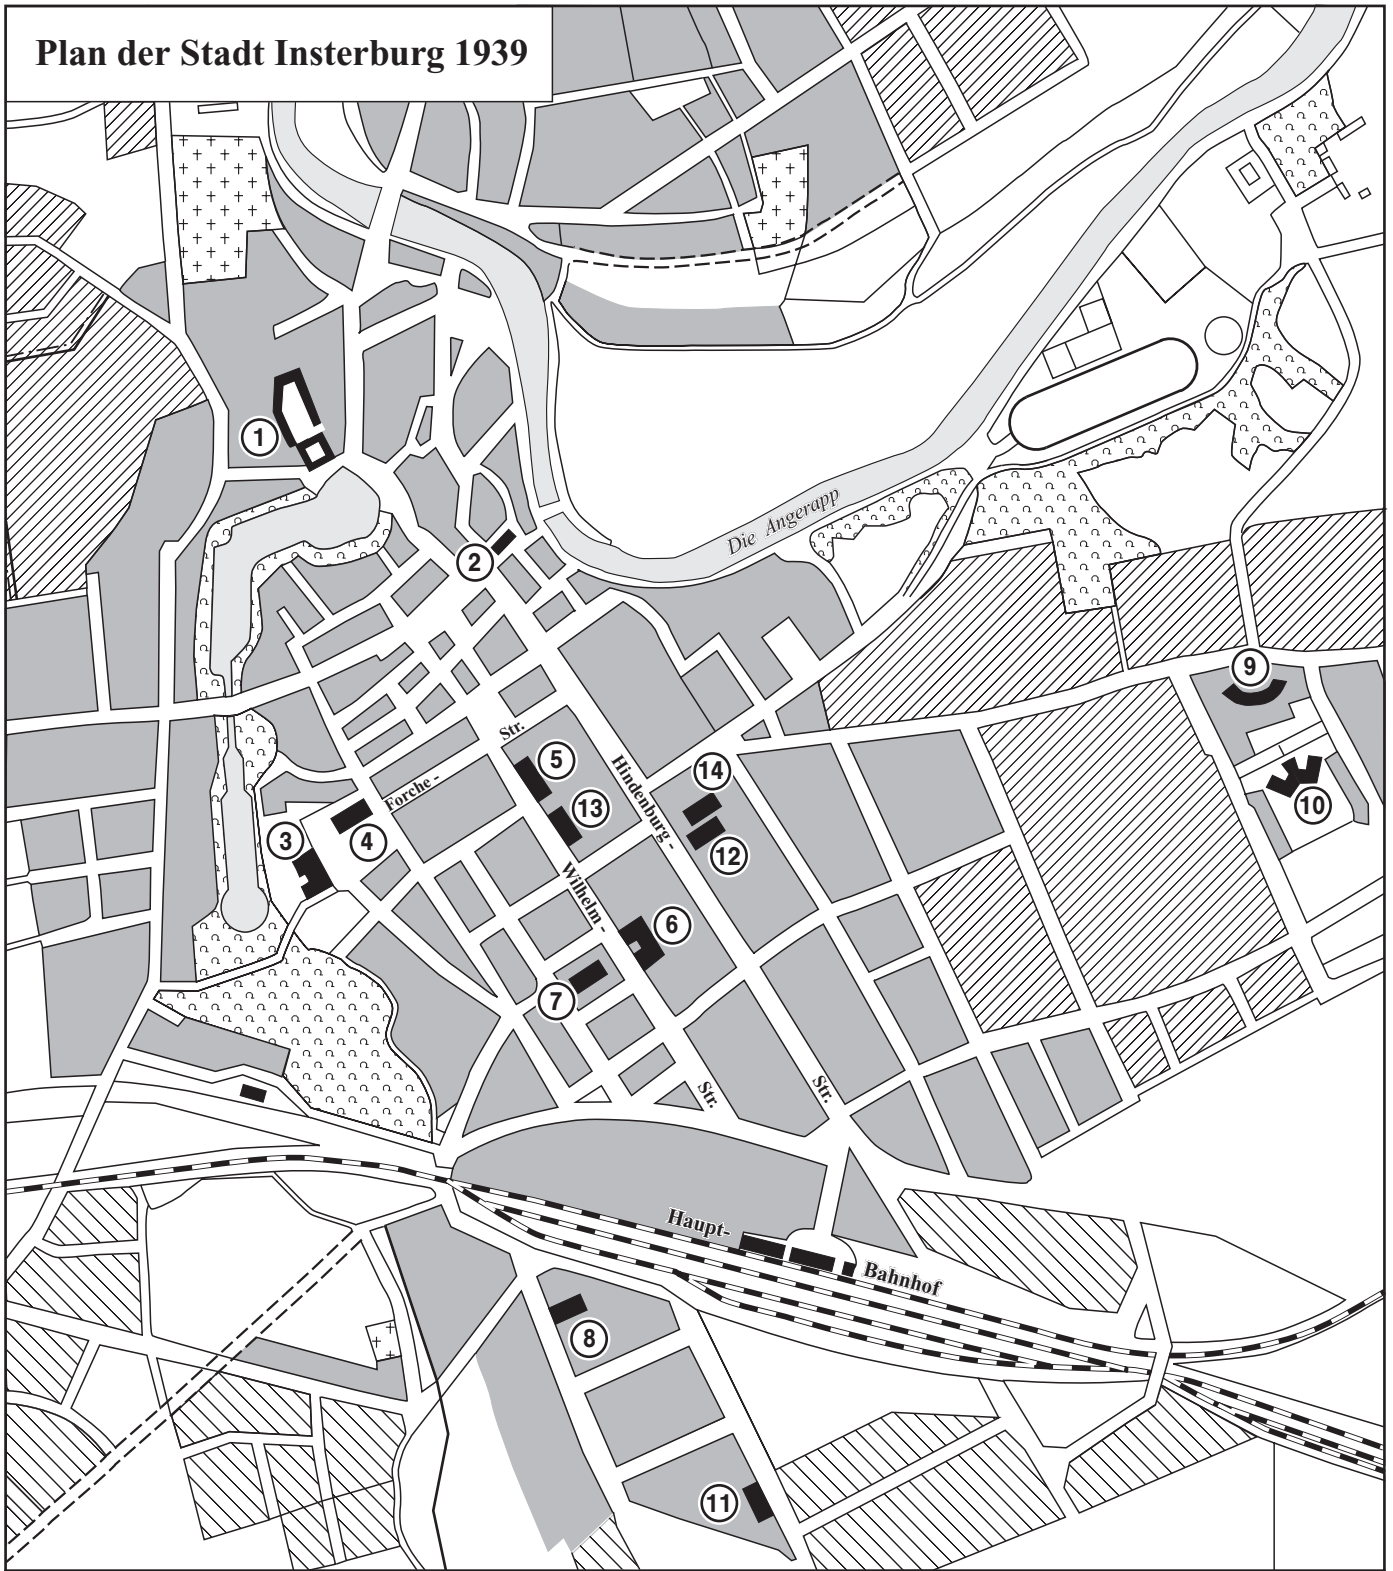 Plan der Stadt Insterburg 1939
1
2
Die Angerapp
9
Str.
5
14
Hindenburg -
Forche -
10
13
3
4
12
Wilhelm -
6
7
Str.
Str.
Haupt-
Bahnhof
8
11